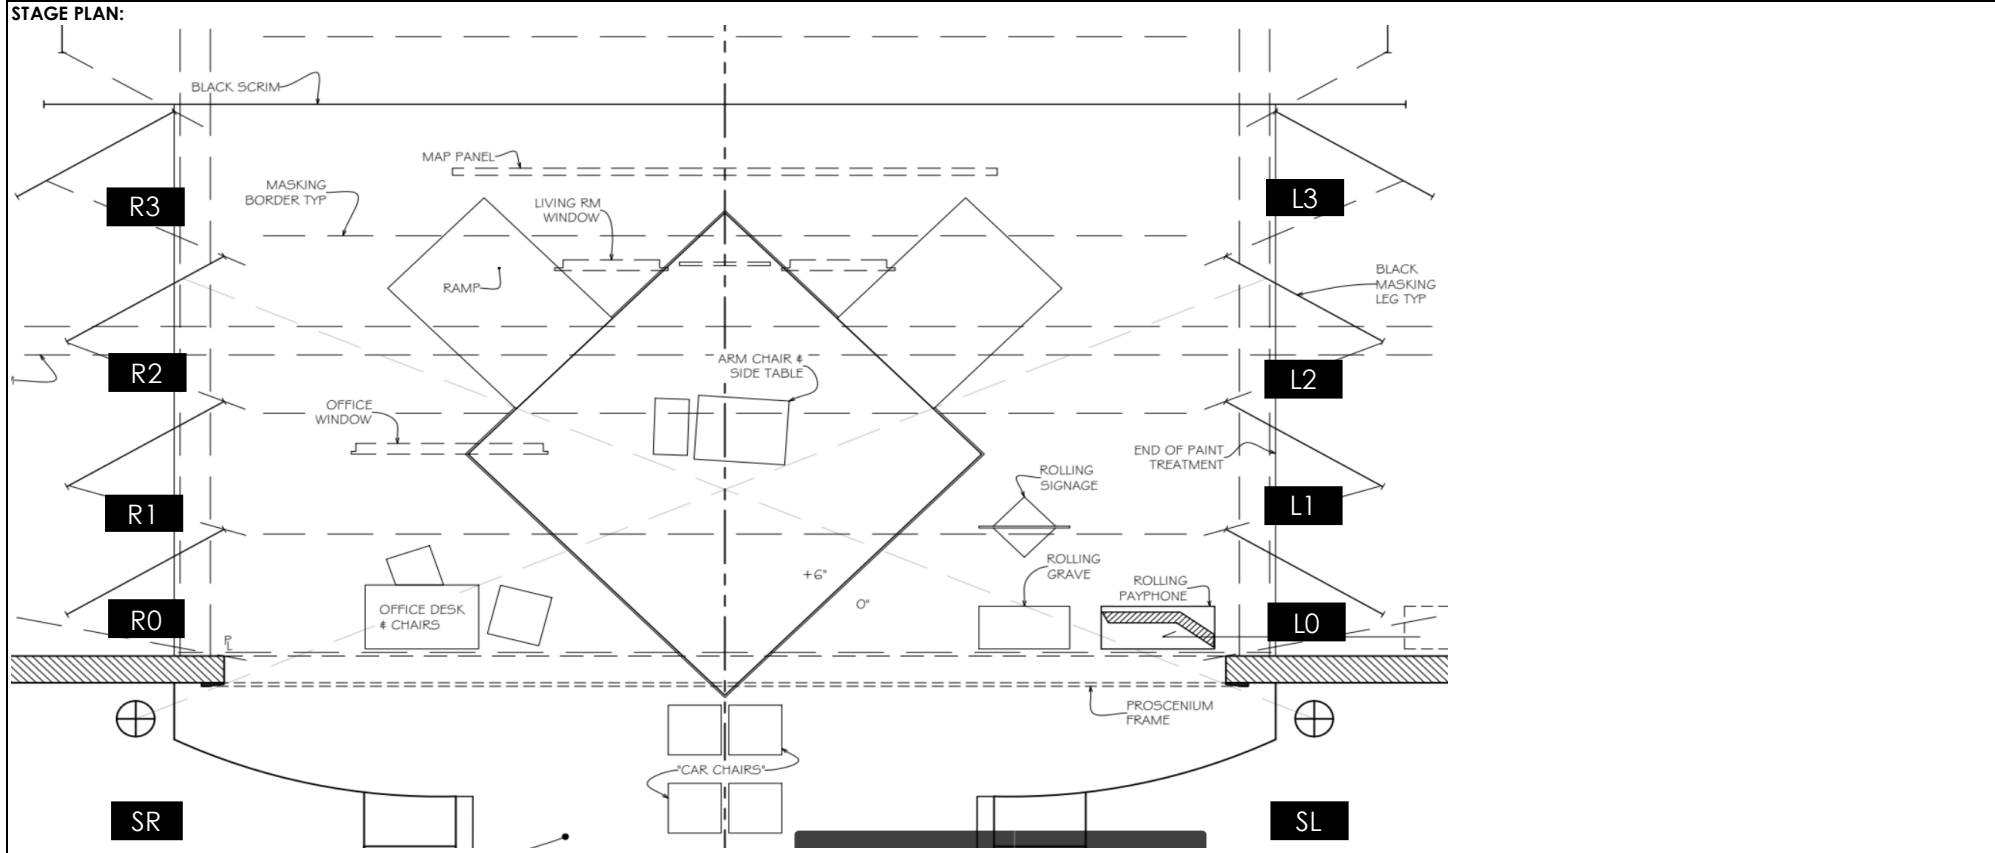 STAGE PLAN:
BLACK SCRIM
MAP PANEL
MASKING
BORDER TYP
R3
L3
LIVING RM
WINDOW
BLACK
MASKING
LEG TYP
RAMP
ARM CHAIR &
SIDE TABLE
R2
L2
OFFICE
WINDOW
END OF PAINT
TREATMENT
ROLLING
SIGNAGE
R1
L1
ROLLING
GRAVE
+6"
ROLLING
PAYPHONE
0"
OFFICE DESK
& CHAIRS
R0
L0
PL
PROSCENIUM
FRAME
"CAR CHAIRS"
SR
SL